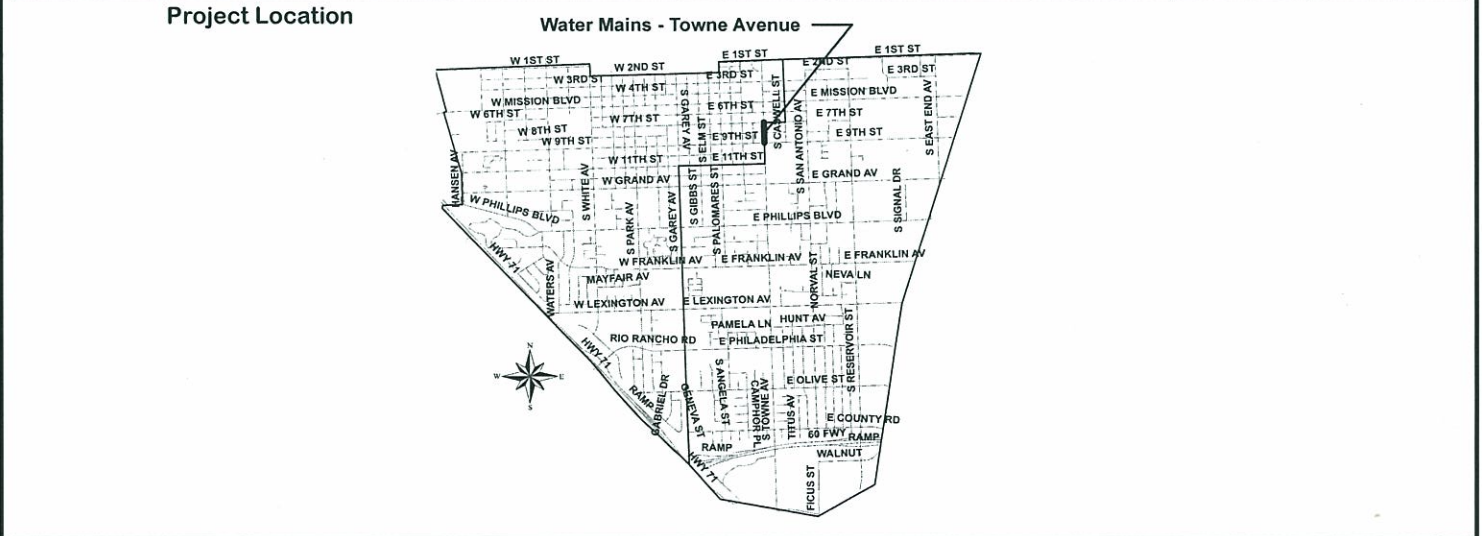 Project Location
Water Mains - Towne Avenue
W 1ST ST
E 1ST ST
E 1ST ST
W 2ND ST
E 2ND ST
W 3RD ST
E 3RD ST
E 3RD ST
W 4TH ST
W MISSION BLVD
E MISSION BLVD
W 6TH ST
E 6TH ST
W 7TH ST
E 7TH ST
W 8TH ST
W 9TH ST
E 9TH ST
E 9TH ST
S GAREY AV
S ELM ST
S CASWELL ST
S SAN ANTONIO AV
S EAST END AV
W 11TH ST
E 11TH ST
HANSEN AV
S WHITE AV
W GRAND AV
E GRAND AV
S GIBBS ST
S PALOMARES ST
S SIGNAL DR
W PHILLIPS BLVD
E PHILLIPS BLVD
S PARK AV
S GAREY AV
HWY 71
W FRANKLIN AV
E FRANKLIN AV
E FRANKLIN AV
WATERS AV
MAYFAIR AV
NORVAL ST
NEVA LN
W LEXINGTON AV
E LEXINGTON AV
PAMELA LN
HUNT AV
RIO RANCHO RD
E PHILADELPHIA ST
S RESERVOIR ST
HWY 71
N
W
E
S
S ANGELA ST
E OLIVE ST
RAMP
GABRIEL DR
GENEVA ST
CAMPHOR PL
S TOWNE AV
TITUS AV
E COUNTY RD
60 FWY
RAMP
RAMP
WALNUT
HWY 71
FICUS ST